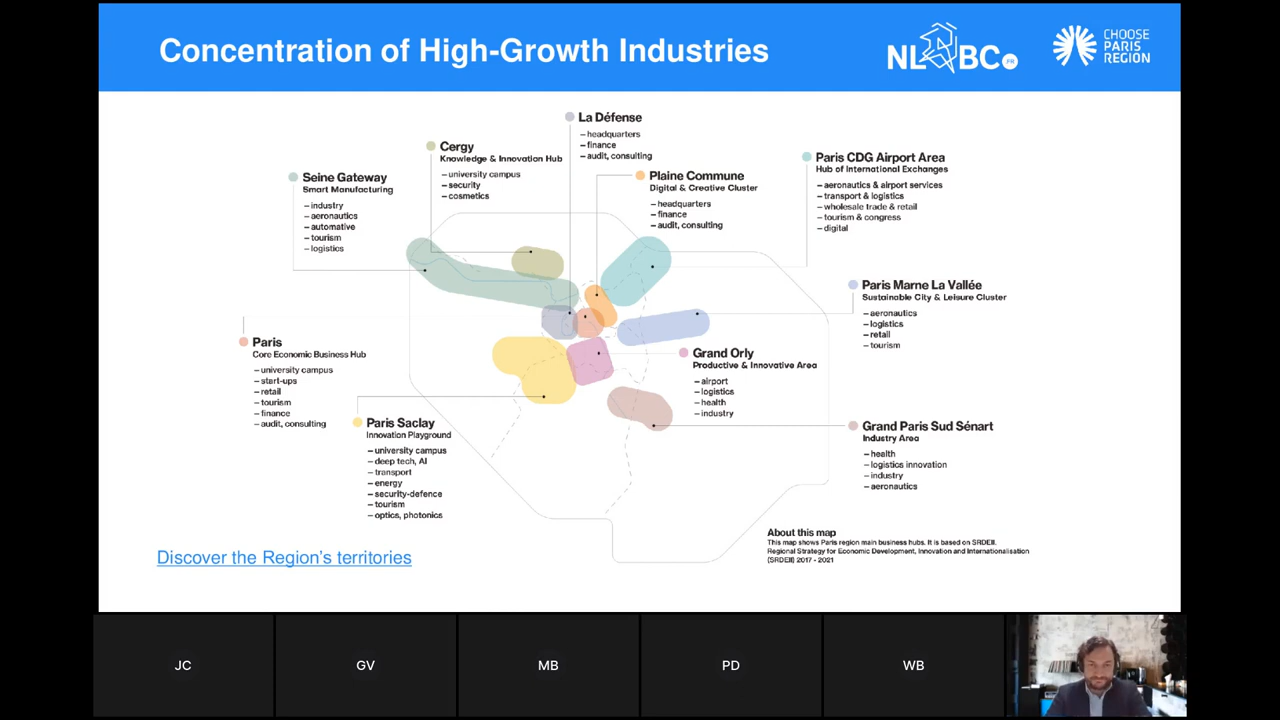 Concentration of High-Growth Industries
NL BC FR
CHOOSE
PARIS
REGION
La Défense
– headquarters
– finance
– audit, consulting
Cergy
Knowledge & Innovation Hub
– university campus
– security
– cosmetics
Seine Gateway
Smart Manufacturing
– industry
– aeronautics
– automative
– tourism
– logistics
Plaine Commune
Digital & Creative Cluster
– headquarters
– finance
– audit, consulting
Paris CDG Airport Area
Hub of International Exchanges
– aeronautics & airport services
– transport & logistics
– wholesale trade & retail
– tourism & congress
– digital
Paris Marne La Vallée
Sustainable City & Leisure Cluster
– aeronautics
– logistics
– retail
– tourism
Paris
Core Economic Business Hub
– university campus
– start-ups
– retail
– tourism
– finance
– audit, consulting
Grand Orly
Productive & Innovative Area
– airport
– logistics
– health
– industry
Paris Saclay
Innovation Playground
– university campus
– deep tech, AI
– transport
– energy
– security-defence
– tourism
– optics, photonics
Grand Paris Sud Sénart
Industry Area
– health
– logistics innovation
– industry
– aeronautics
About this map
This map shows Paris region main business hubs. It is based on SRDEII.
Regional Strategy for Economic Development, Innovation and Internationalisation
(SRDEII) 2017 - 2021
Discover the Region's territories
JC
GV
MB
PD
WB